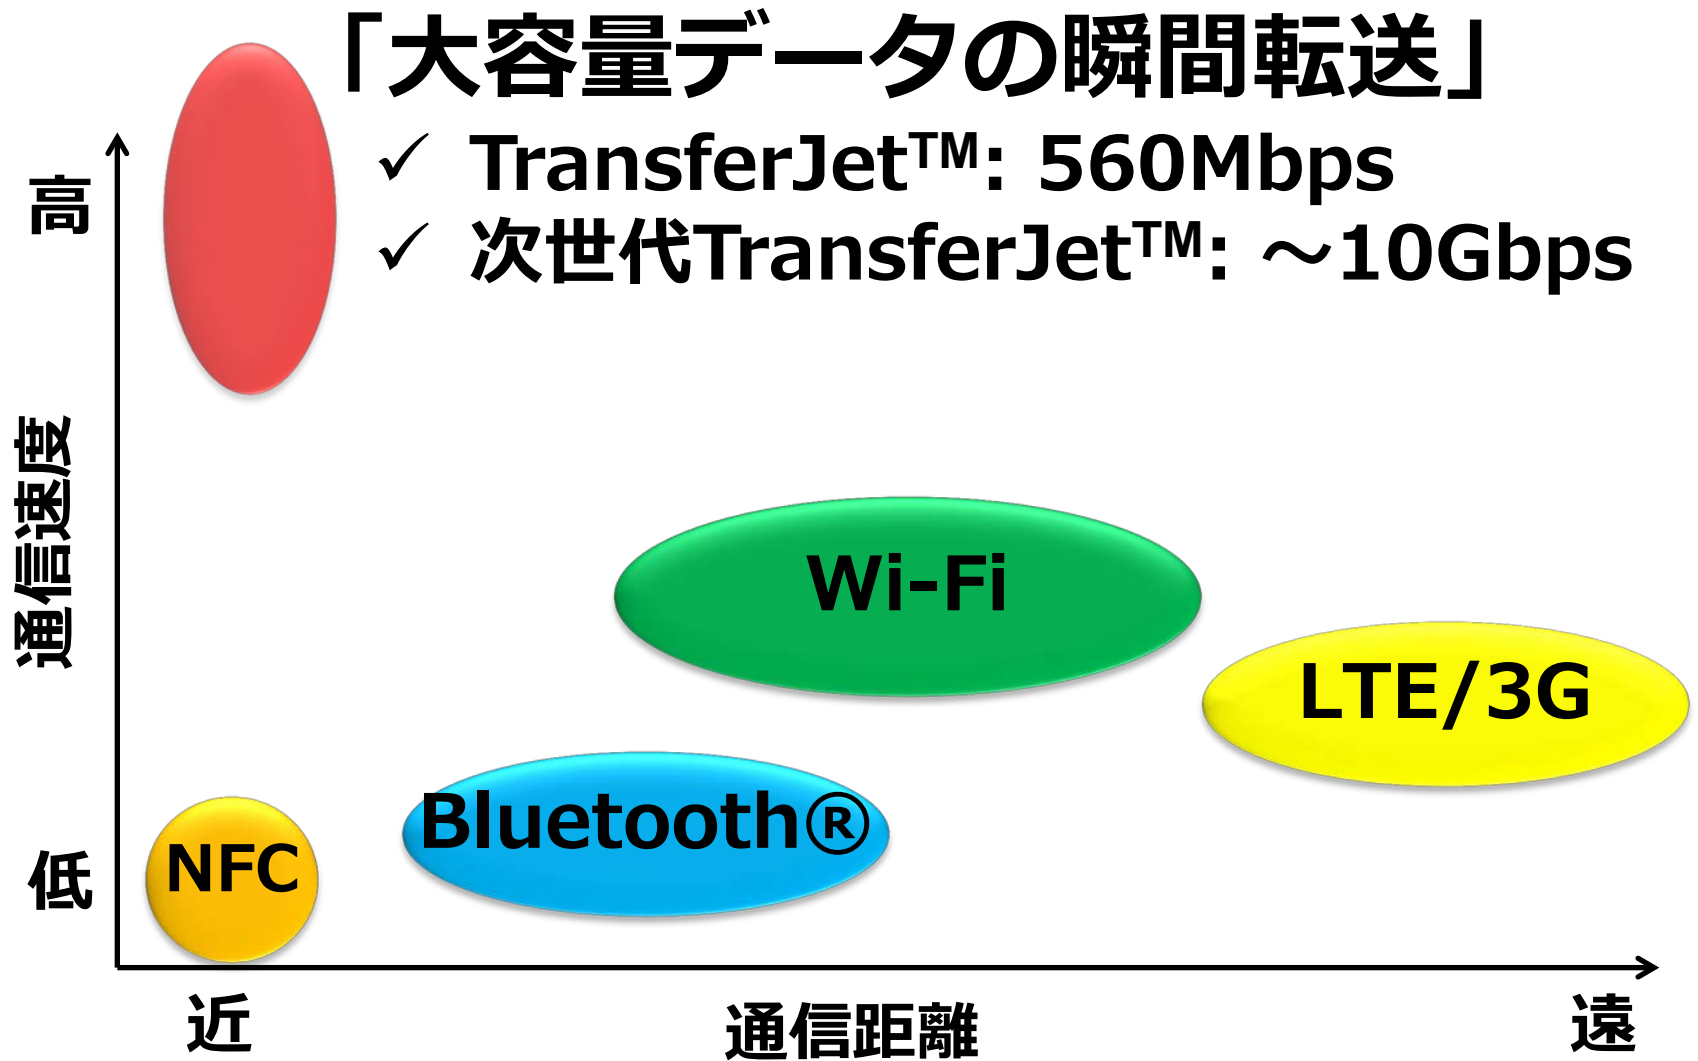 「大容量データの瞬間転送」
✓ TransferJet™: 560Mbps
✓ 次世代TransferJet™: ～10Gbps
高
通信速度
低
Wi-Fi
LTE/3G
Bluetooth®
NFC
近
通信距離
遠